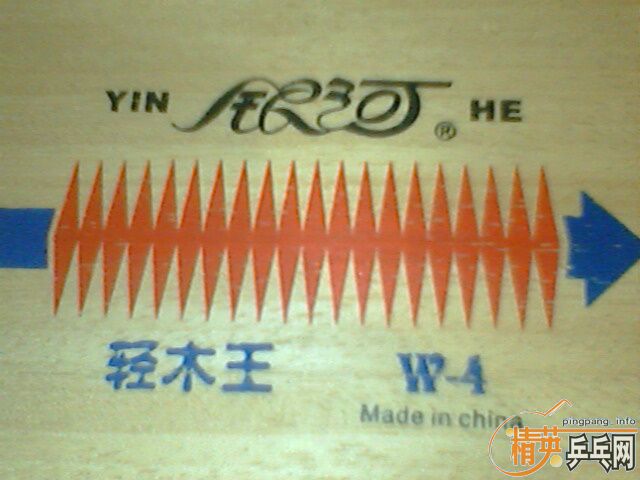 YIN 银河® HE
轻木王 W-4
Made in china
pingpang_info
精英乒乓网